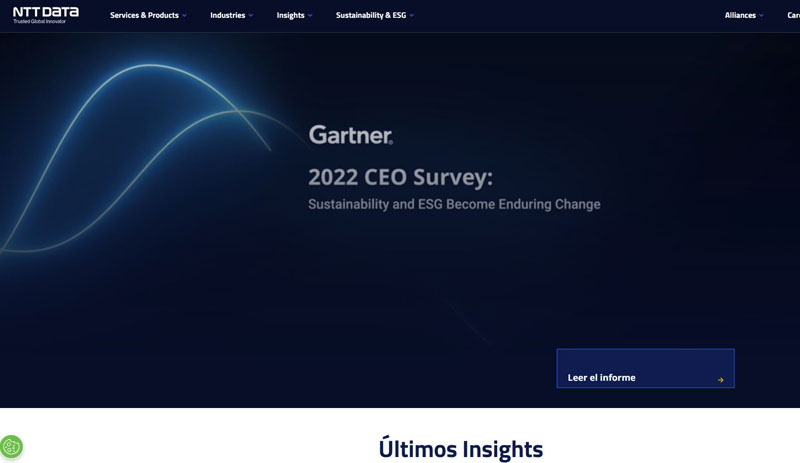 NTT DATA
Trusted Global Innovator
Services & Products
Industries
Insights
Sustainability & ESG
Alliances
Gartner®
2022 CEO Survey:
Sustainability and ESG Become Enduring Change
Leer el informe
Últimos Insights